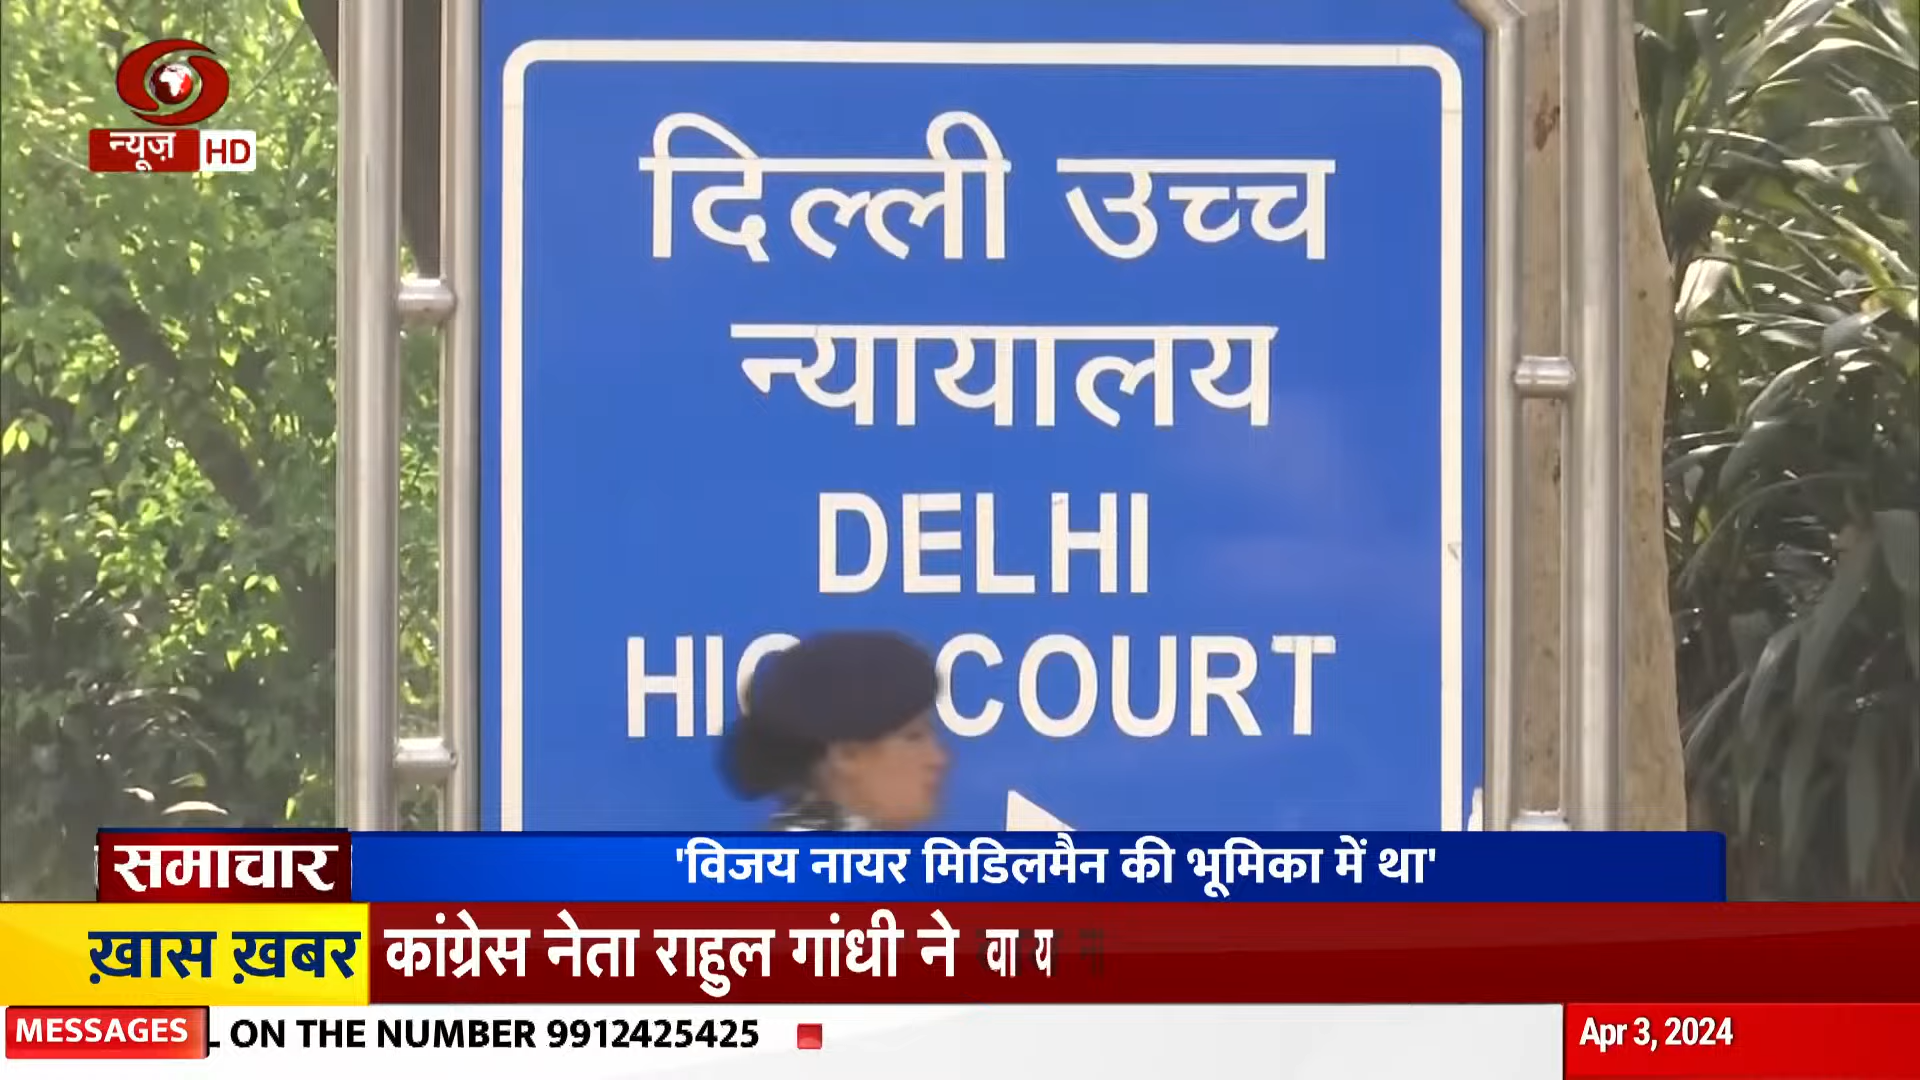 न्यूज़ HD
दिल्ली उच्च
न्यायालय
DELHI
COURT
समाचार
'विजय नायर मिडिलमैन की भूमिका में था'
ख़ास ख़बर
कांग्रेस नेता राहुल गांधी ने
MESSAGES
ON THE NUMBER 9912425425
Apr 3, 2024